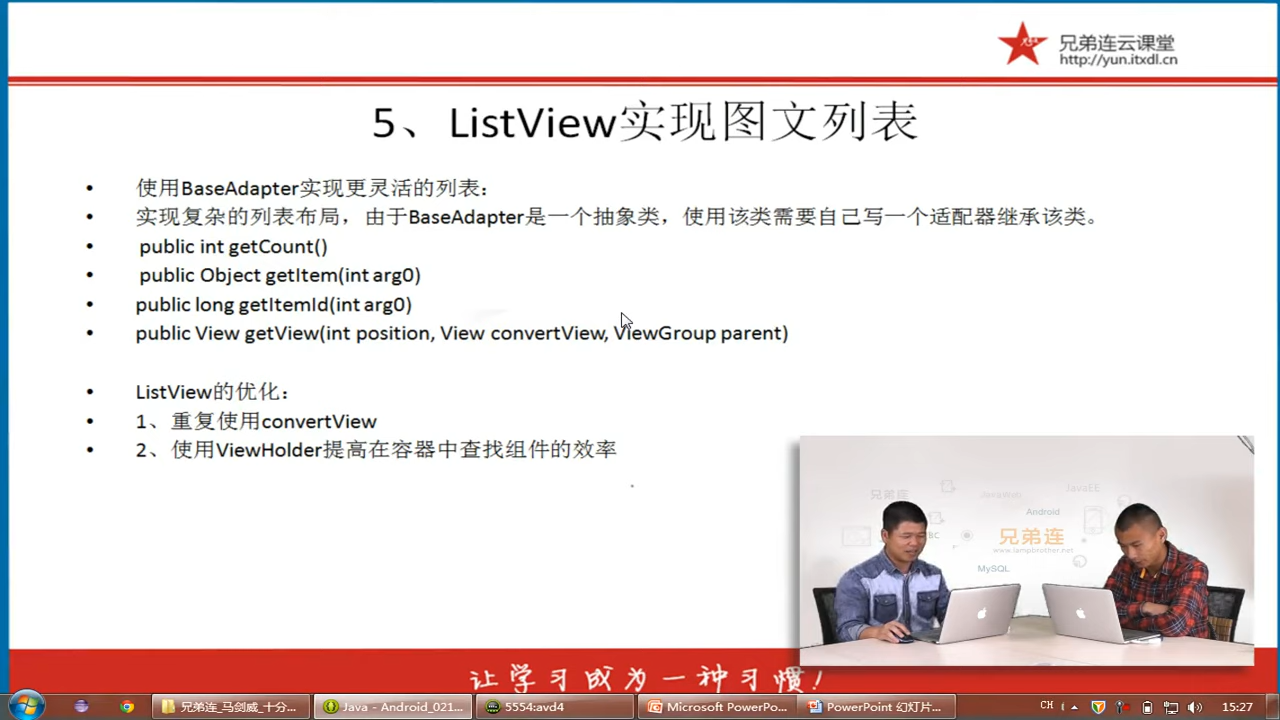 兄弟连云课堂
http://yun.itxdl.cn
5、ListView实现图文列表
• 使用BaseAdapter实现更灵活的列表：
• 实现复杂的列表布局，由于BaseAdapter是一个抽象类，使用该类需要自己写一个适配器继承该类。
• public int getCount()
• public Object getItem(int arg0)
• public long getItemId(int arg0)
• public View getView(int position, View convertView, ViewGroup parent)
• ListView的优化：
• 1、重复使用convertView
• 2、使用ViewHolder提高在容器中查找组件的效率
兄弟连
JavaWeb
JavaEE
Android
兄弟连
www.lampbrother.net
MySQL
让学习成为一种习惯！
兄弟连_马剑威_十分...
Java - Android_021...
5554:avd4
Microsoft PowerPo...
PowerPoint 幻灯片...
CH
15:27